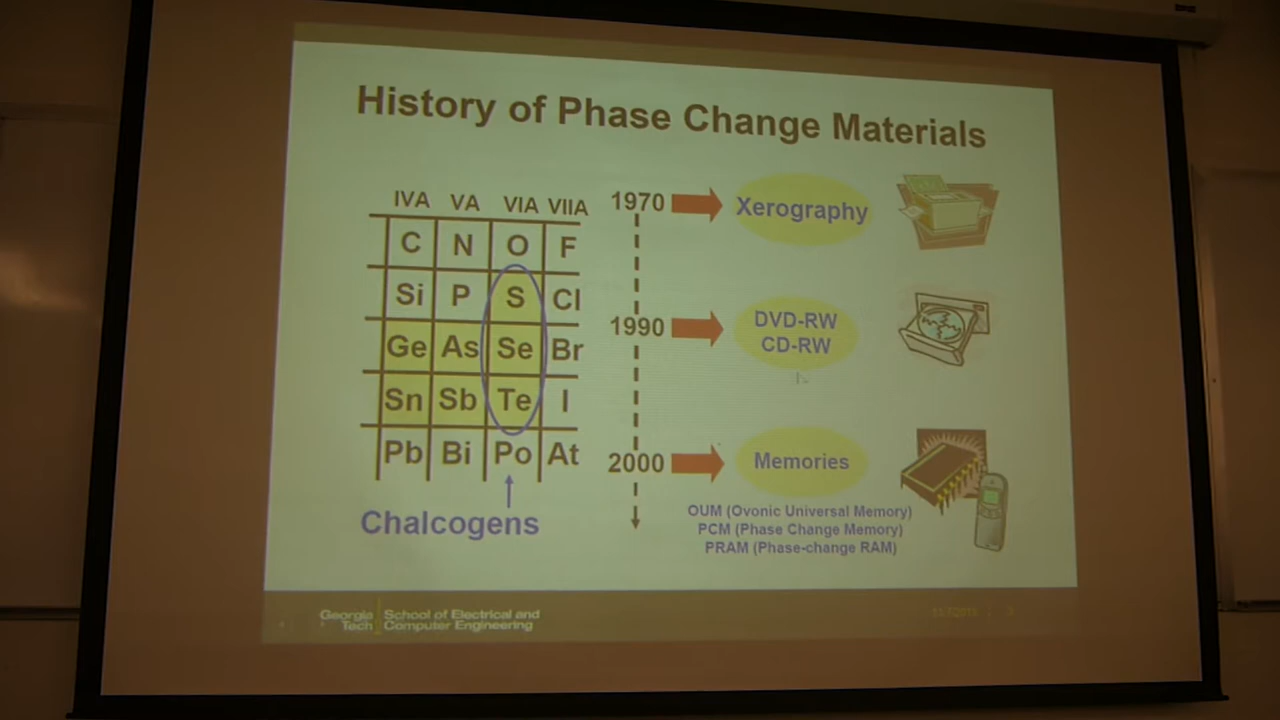 History of Phase Change Materials
IVA VA VIA VIIA
C N O F
Si P S Cl
Ge As Se Br
Sn Sb Te I
Pb Bi Po At
Chalcogens
1970
Xerography
1990
DVD-RW
CD-RW
2000
Memories
OUM (Ovonic Universal Memory)
PCM (Phase Change Memory)
PRAM (Phase-change RAM)
Georgia
Tech
School of Electrical and
Computer Engineering